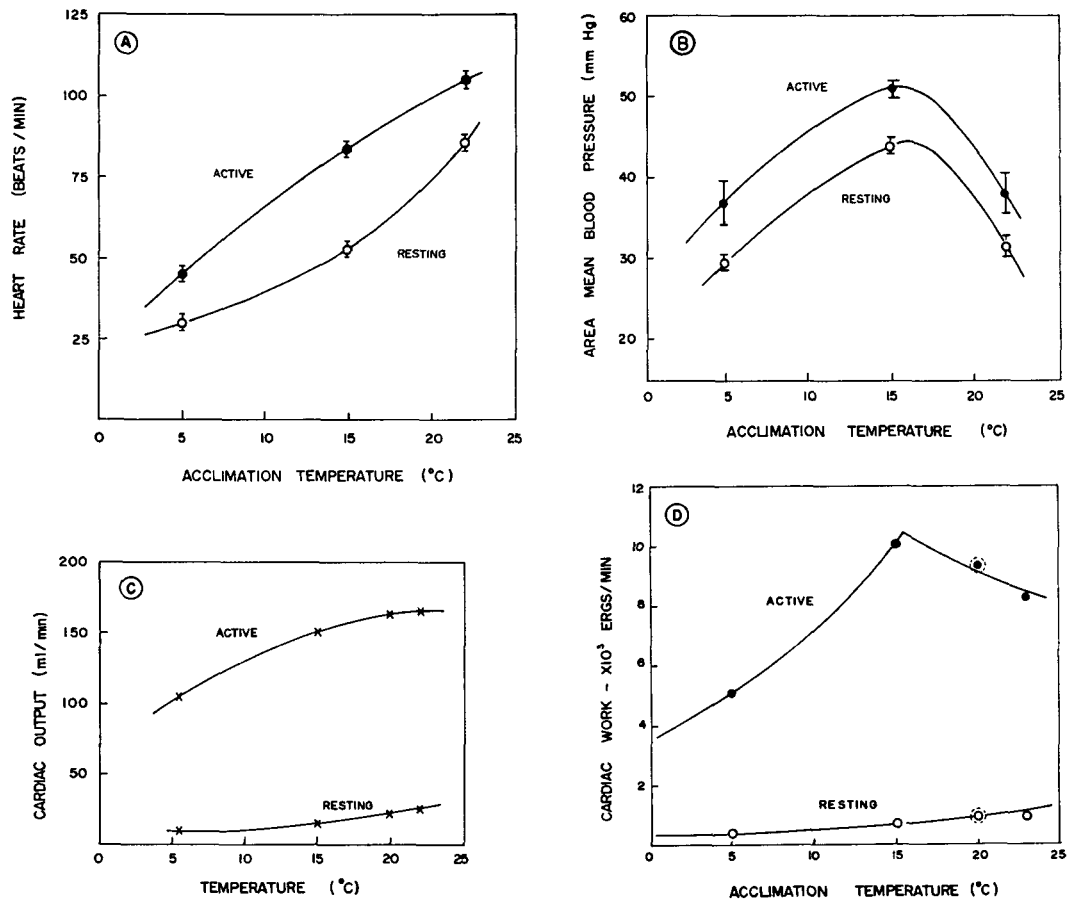 A
HEART RATE (BEATS/MIN)
125
100
75
50
25
ACTIVE
RESTING
0 5 10 15 20 25
ACCLIMATION TEMPERATURE (°C)
B
AREA MEAN BLOOD PRESSURE (mm Hg)
60
50
40
30
20
ACTIVE
RESTING
0 5 10 15 20 25
ACCLIMATION TEMPERATURE (°C)
C
CARDIAC OUTPUT (ml/min)
200
150
100
50
ACTIVE
RESTING
0 5 10 15 20 25
TEMPERATURE (°C)
D
CARDIAC WORK - X10³ ERGS/MIN
12
10
8
6
4
2
ACTIVE
RESTING
0 5 10 15 20 25
ACCLIMATION TEMPERATURE (°C)